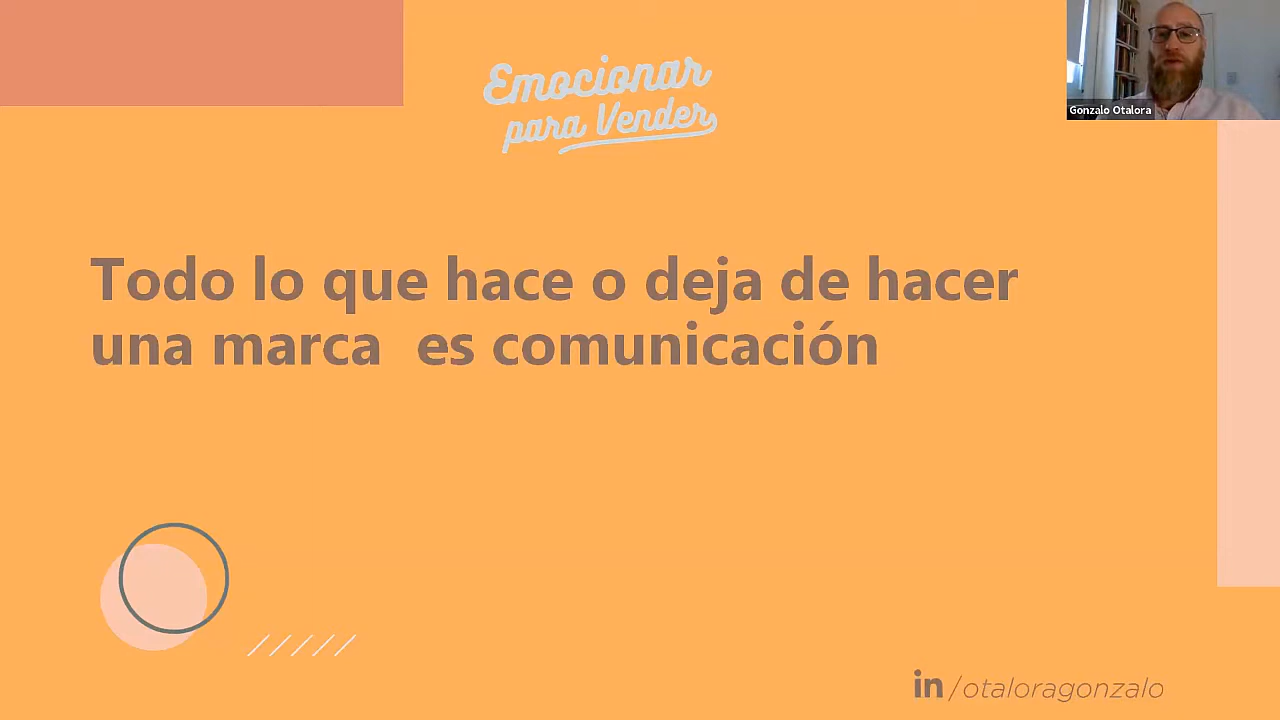 Emocionar
para Vender
Gonzalo Otalora
Todo lo que hace o deja de hacer
una marca es comunicación
in/otaloragonzalo